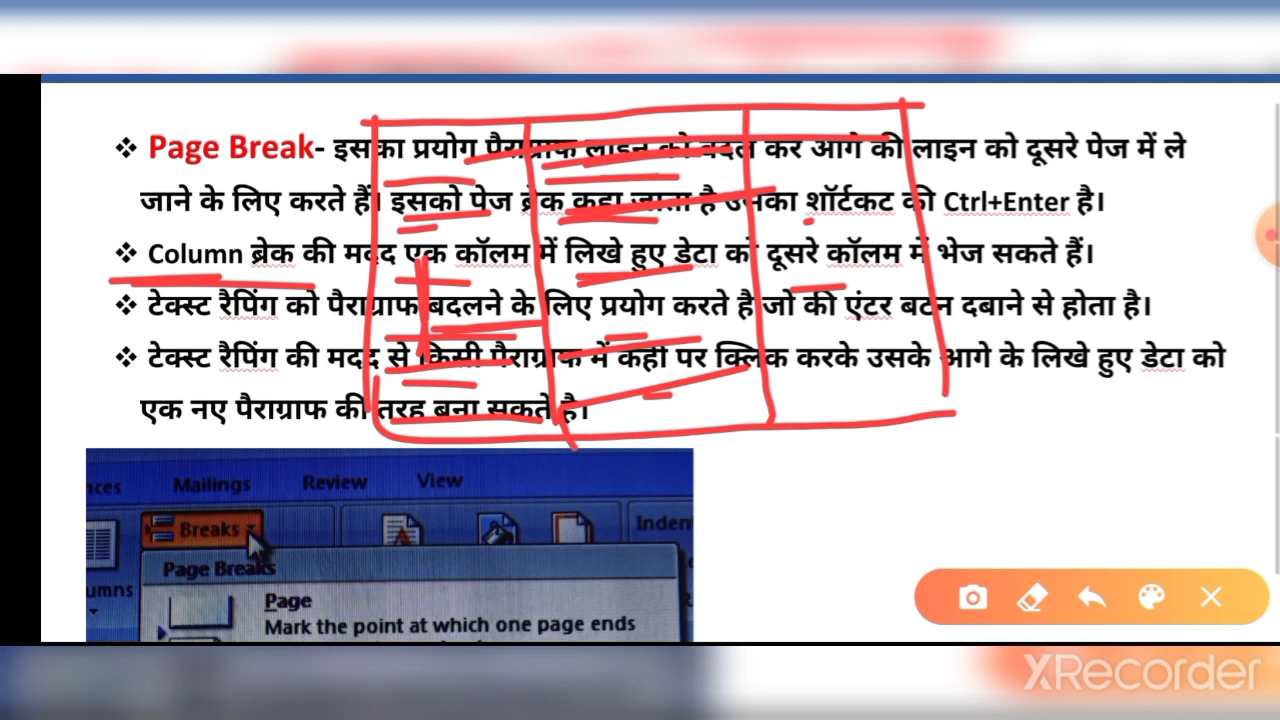 ❖ Page Break- इसका प्रयोग पैराग्राफ लाइन को बदल कर आगे की लाइन को दूसरे पेज में ले
जाने के लिए करते हैं। इसको पेज ब्रेक कहा जाता है उसका शॉर्टकट की Ctrl+Enter है।
❖ Column ब्रेक की मदद एक कॉलम में लिखे हुए डेटा को दूसरे कॉलम में भेज सकते हैं।
❖ टेक्स्ट रैपिंग को पैराग्राफ बदलने के लिए प्रयोग करते है जो की एंटर बटन दबाने से होता है।
❖ टेक्स्ट रैपिंग की मदद से किसी पैराग्राफ में कही पर क्लिक करके उसके आगे के लिखे हुए डेटा को
एक नए पैराग्राफ की तरह बना सकते है।
nces Mailings Review View
Breaks Inden
umns Page Breaks
Page
Mark the point at which one page ends
XRecorder